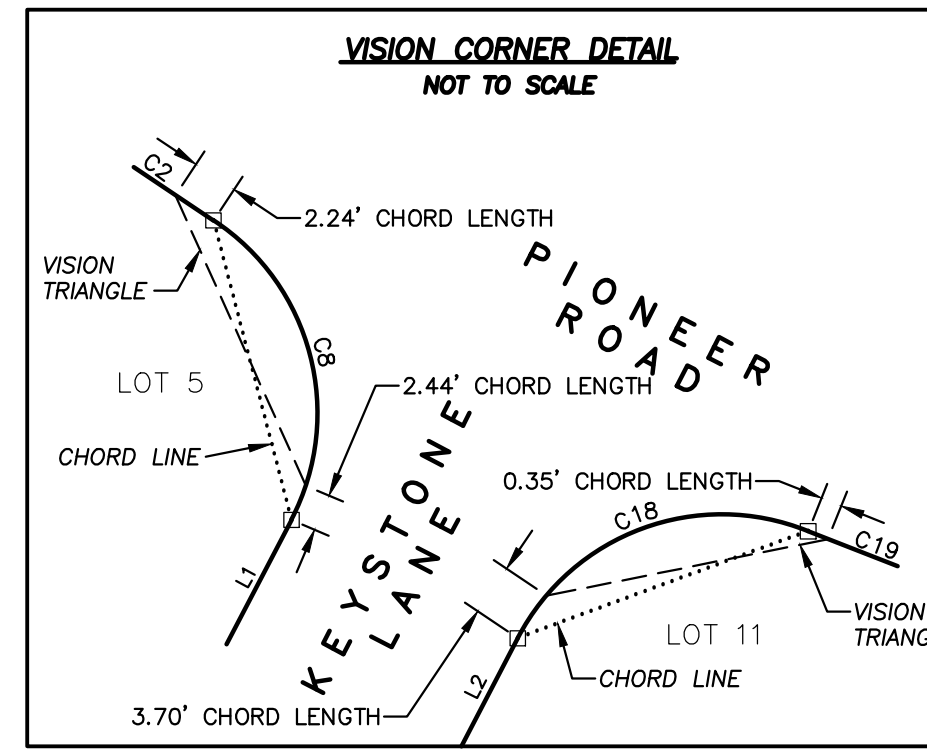 VISION CORNER DETAIL
NOT TO SCALE
C2
2.24' CHORD LENGTH
VISION
TRIANGLE
PIONEER
ROAD
C8
LOT 5
2.44' CHORD LENGTH
CHORD LINE
KEYSTONE
LANE
0.35' CHORD LENGTH
C18
C19
L1
VISION
TRIANG
LOT 11
CHORD LINE
L2
3.70' CHORD LENGTH